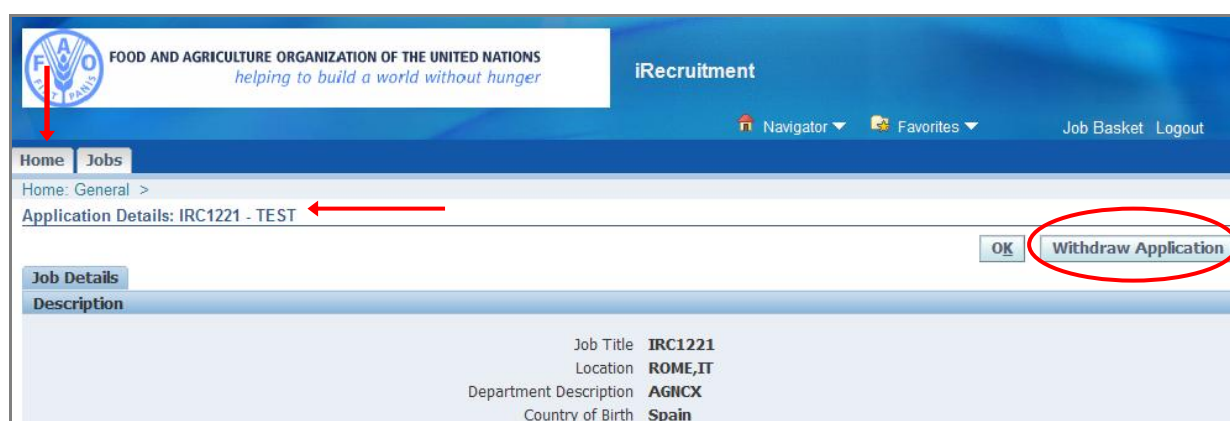 F A O
FIAT PANIS
FOOD AND AGRICULTURE ORGANIZATION OF THE UNITED NATIONS
helping to build a world without hunger
iRecruitment
Navigator Favorites Job Basket Logout
Home Jobs
Home: General >
Application Details: IRC1221 - TEST
OK Withdraw Application
Job Details
Description
Job Title IRC1221
Location ROME,IT
Department Description AGNCX
Country of Birth Spain